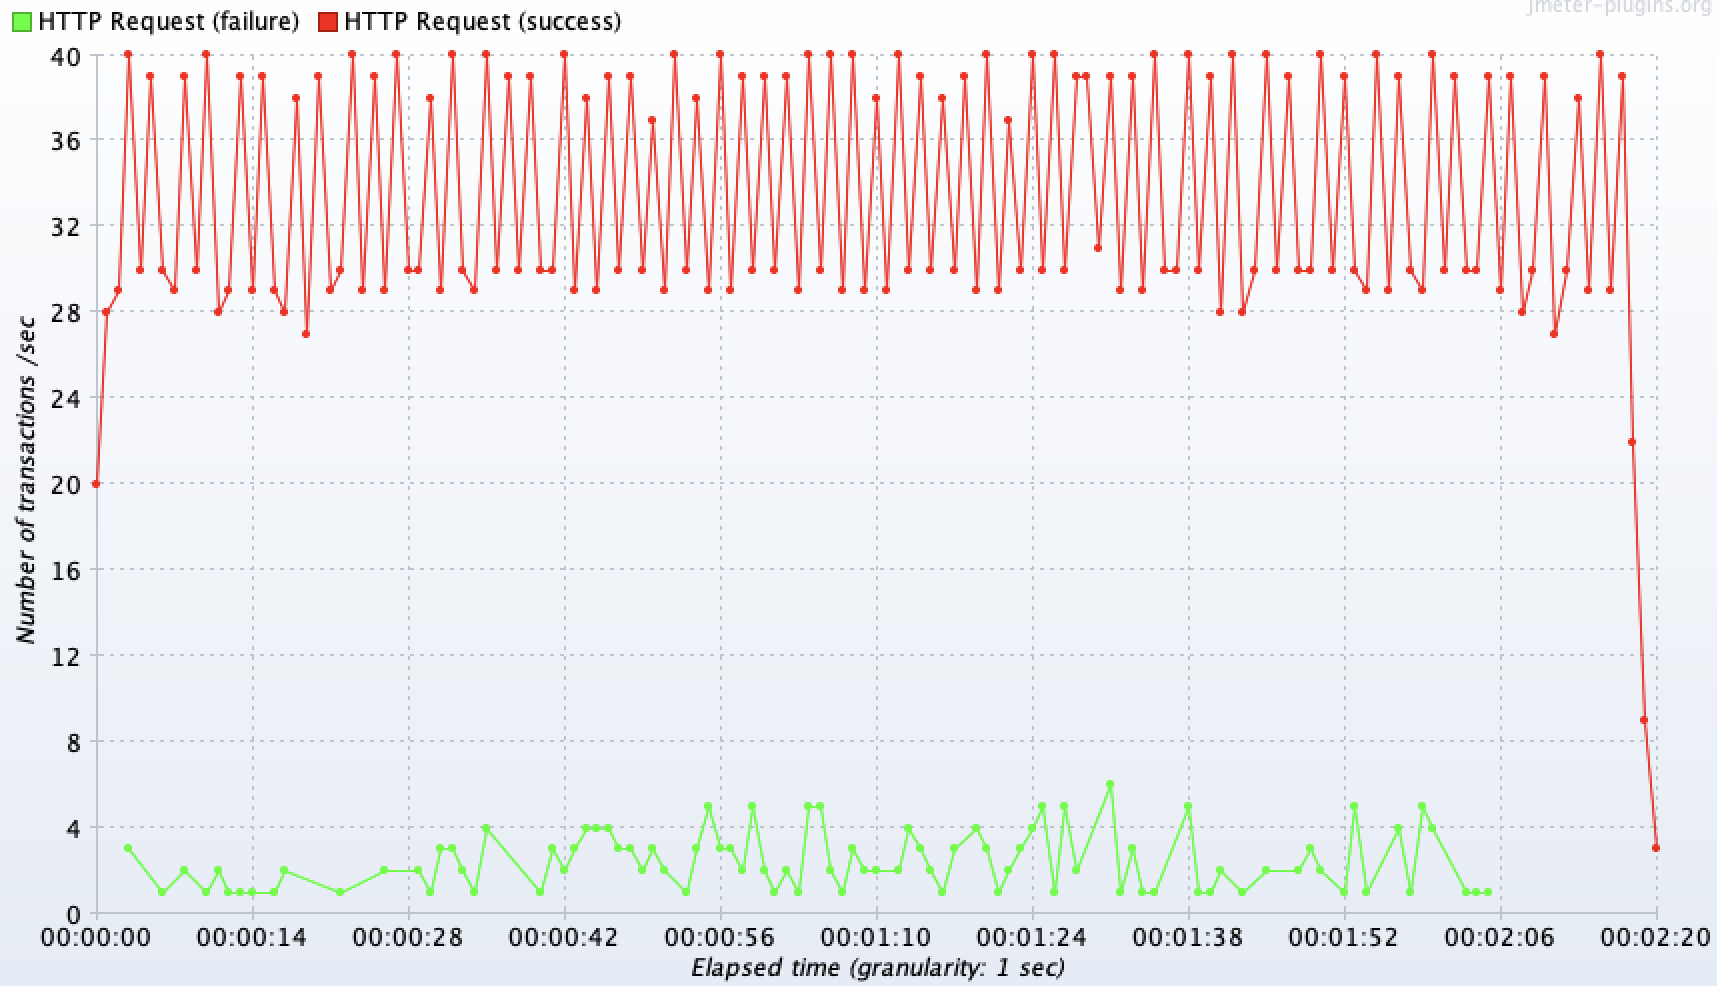 jmeter-plugins.org
HTTP Request (failure) HTTP Request (success)
40
36
32
28
24
20
16
12
8
4
0
Number of transactions /sec
00:00:00 00:00:14 00:00:28 00:00:42 00:00:56 00:01:10 00:01:24 00:01:38 00:01:52 00:02:06 00:02:20
Elapsed time (granularity: 1 sec)